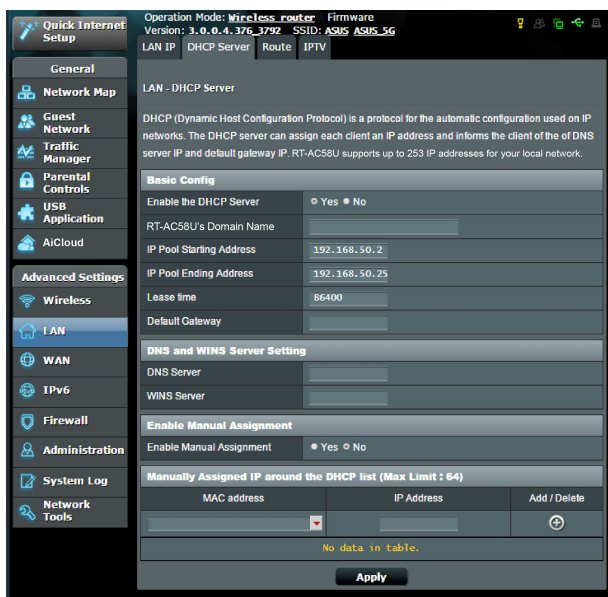 Quick Internet
Setup
General
Network Map
Guest
Network
Traffic
Manager
Parental
Controls
USB
Application
AiCloud
Advanced Settings
Wireless
LAN
WAN
IPv6
Firewall
Administration
System Log
Network
Tools
Operation Mode: Wireless router Firmware
Version: 3.0.0.4.376_3792 SSID: ASUS ASUS_5G
LAN IP DHCP Server Route IPTV
LAN - DHCP Server
DHCP (Dynamic Host Configuration Protocol) is a protocol for the automatic configuration used on IP
networks. The DHCP server can assign each client an IP address and informs the client of the of DNS
server IP and default gateway IP. RT-AC58U supports up to 253 IP addresses for your local network.
Basic Config
Enable the DHCP Server Yes No
RT-AC58U's Domain Name
IP Pool Starting Address 192.168.50.2
IP Pool Ending Address 192.168.50.25
Lease time 86400
Default Gateway
DNS and WINS Server Setting
DNS Server
WINS Server
Enable Manual Assignment
Enable Manual Assignment Yes No
Manually Assigned IP around the DHCP list (Max Limit : 64)
MAC address IP Address Add / Delete
No data in table.
Apply